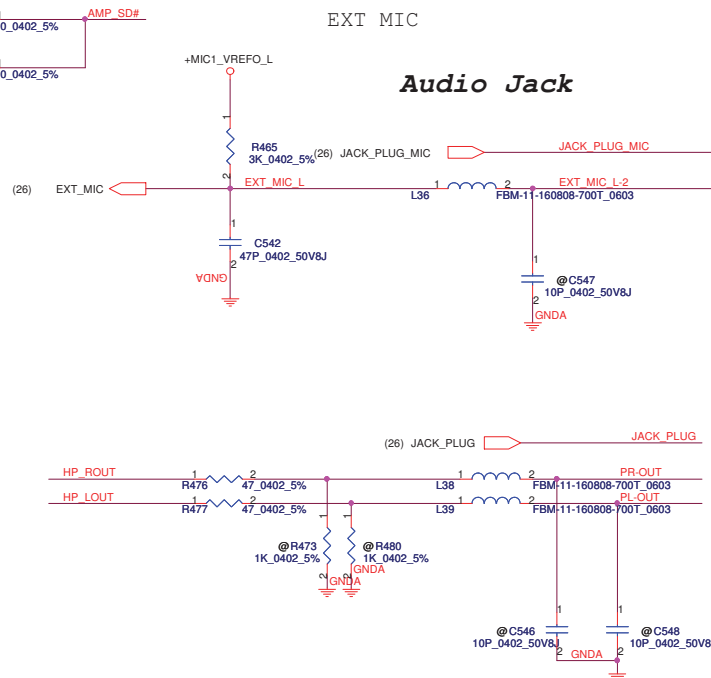 AMP_SD#
0_0402_5%
0_0402_5%
EXT MIC
+MIC1_VREFO_L
Audio Jack
1
R465
3K_0402_5%
2
(26) JACK_PLUG_MIC
JACK_PLUG_MIC
(26) EXT_MIC
EXT_MIC_L
1
2
L36
FBM-11-160808-700T_0603
EXT_MIC_L-2
1
C542
47P_0402_50V8J
2
GNDA
1
@C547
10P_0402_50V8J
2
GNDA
(26) JACK_PLUG
JACK_PLUG
HP_ROUT
1
2
R476
47_0402_5%
1
2
L38
FBM-11-160808-700T_0603
PR-OUT
HP_LOUT
1
2
R477
47_0402_5%
1
2
L39
FBM-11-160808-700T_0603
PL-OUT
1
@R473
1K_0402_5%
2
GNDA
1
@R480
1K_0402_5%
2
GNDA
1
@C546
10P_0402_50V8J
2
GNDA
1
@C548
10P_0402_50V8
2